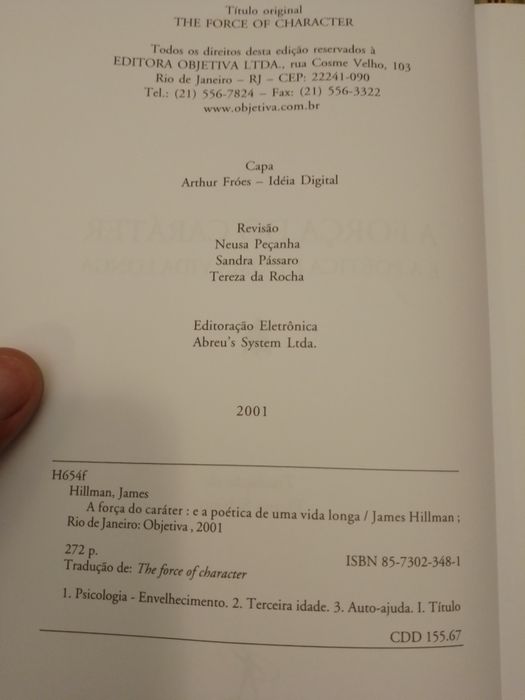 Título original
THE FORCE OF CHARACTER
Todos os direitos desta edição reservados à
EDITORA OBJETIVA LTDA., rua Cosme Velho, 103
Rio de Janeiro – RJ – CEP: 22241-090
Tel.: (21) 556-7824 – Fax: (21) 556-3322
www.objetiva.com.br
Capa
Arthur Fróes – Idéia Digital
Revisão
Neusa Peçanha
Sandra Pássaro
Tereza da Rocha
Editoração Eletrônica
Abreu's System Ltda.
2001
H654f
Hillman, James
A força do caráter : e a poética de uma vida longa / James Hillman ;
Rio de Janeiro: Objetiva , 2001
272 p.
ISBN 85-7302-348-1
Tradução de: The force of character
1. Psicologia - Envelhecimento. 2. Terceira idade. 3. Auto-ajuda. I. Título
CDD 155.67